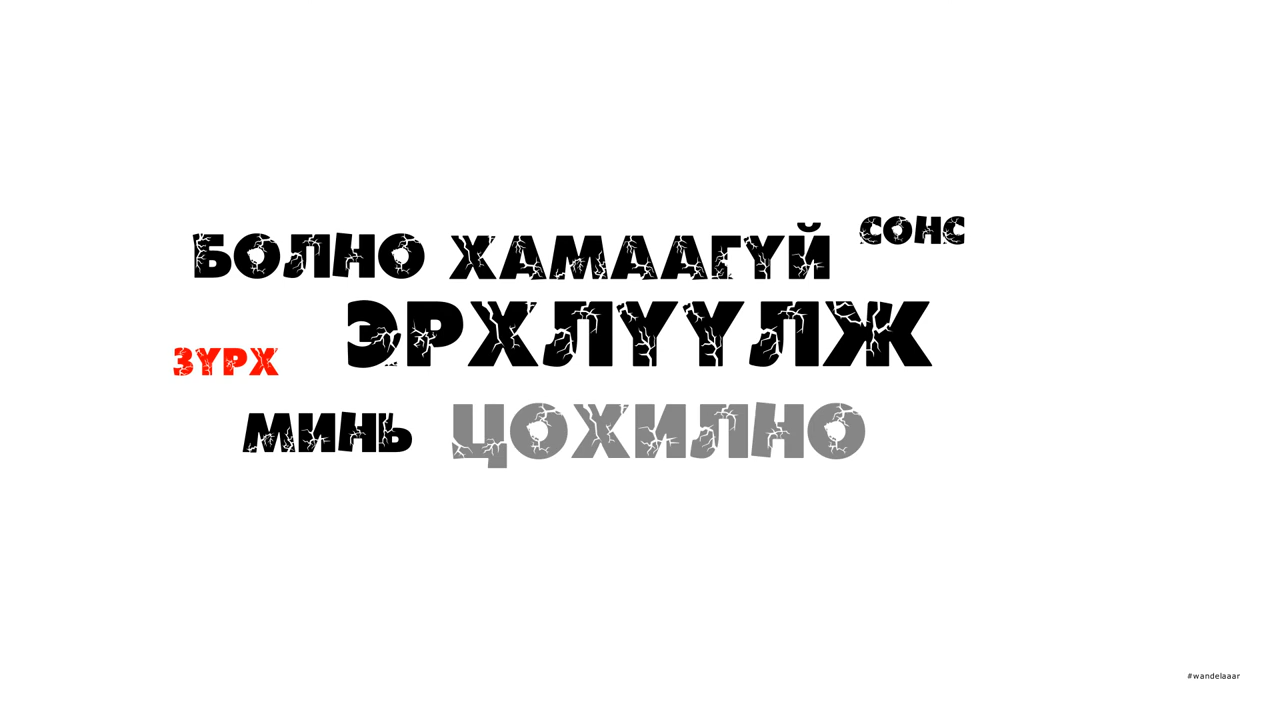 БОЛНО ХАМААГҮЙ СОНС
ЭРХЛҮҮЛЖ
ЗҮРХ
МИНЬ ЦОХИЛНО
#wandelaaar